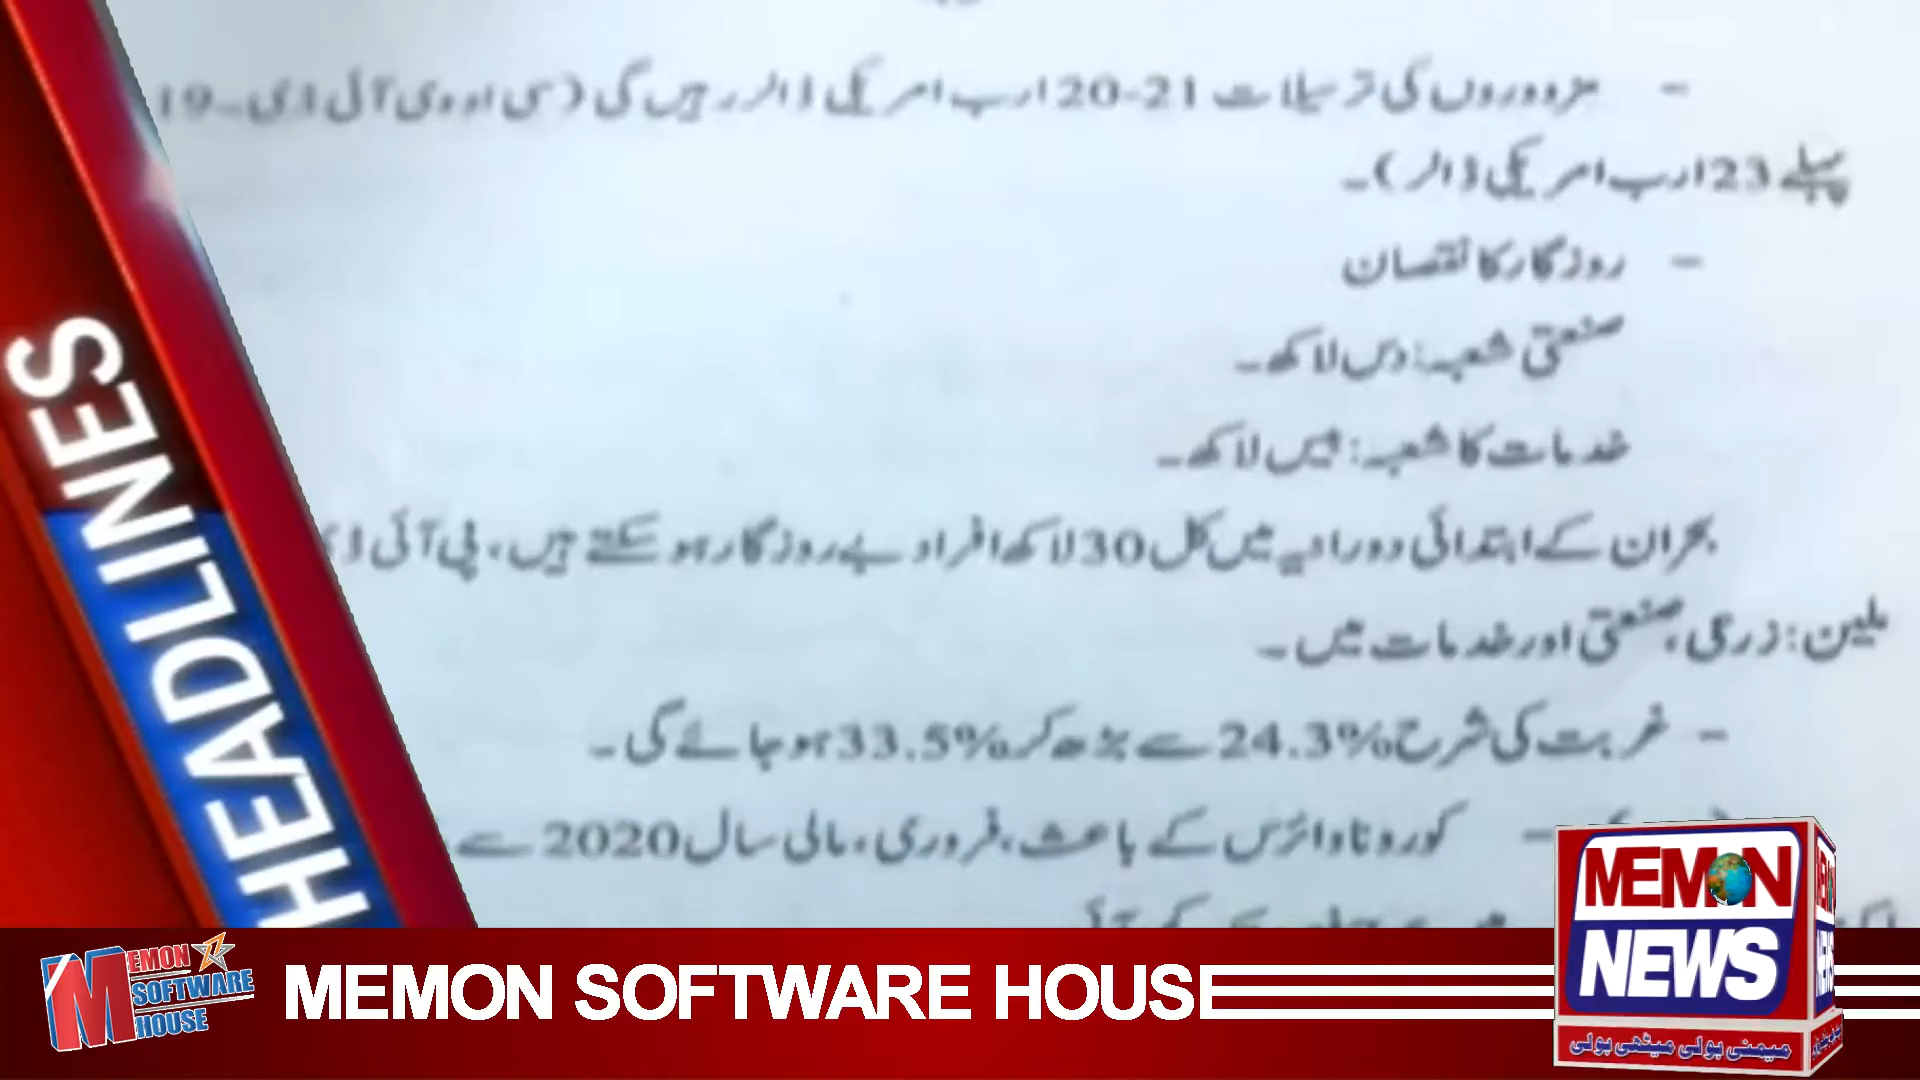 - مزدوروں کی ترسیلات 21-20 ارب امریکی ڈالر رہیں گی (سی او وی آئی ڈی۔19
پہلے 23 ارب امریکی ڈالر)۔
- روزگار کا نقصان
صنعتی شعبہ: دس لاکھ۔
خدمات کا شعبہ: بیس لاکھ۔
بحران کے ابتدائی دورانیہ میں کل 30 لاکھ افراد بے روزگار ہو سکتے ہیں، پی آئی ڈی
ملین: زرعی، صنعتی اور خدمات میں۔
- غربت کی شرح 24.3% سے بڑھ کر 33.5% ہو جائے گی۔
- کورونا وائرس کے باعث، فروری، مالی سال 2020 سے
HEADLINES
MEMON SOFTWARE HOUSE
MEMON SOFTWARE HOUSE
MEMON NEWS
میمنی بولی میٹھی بولی